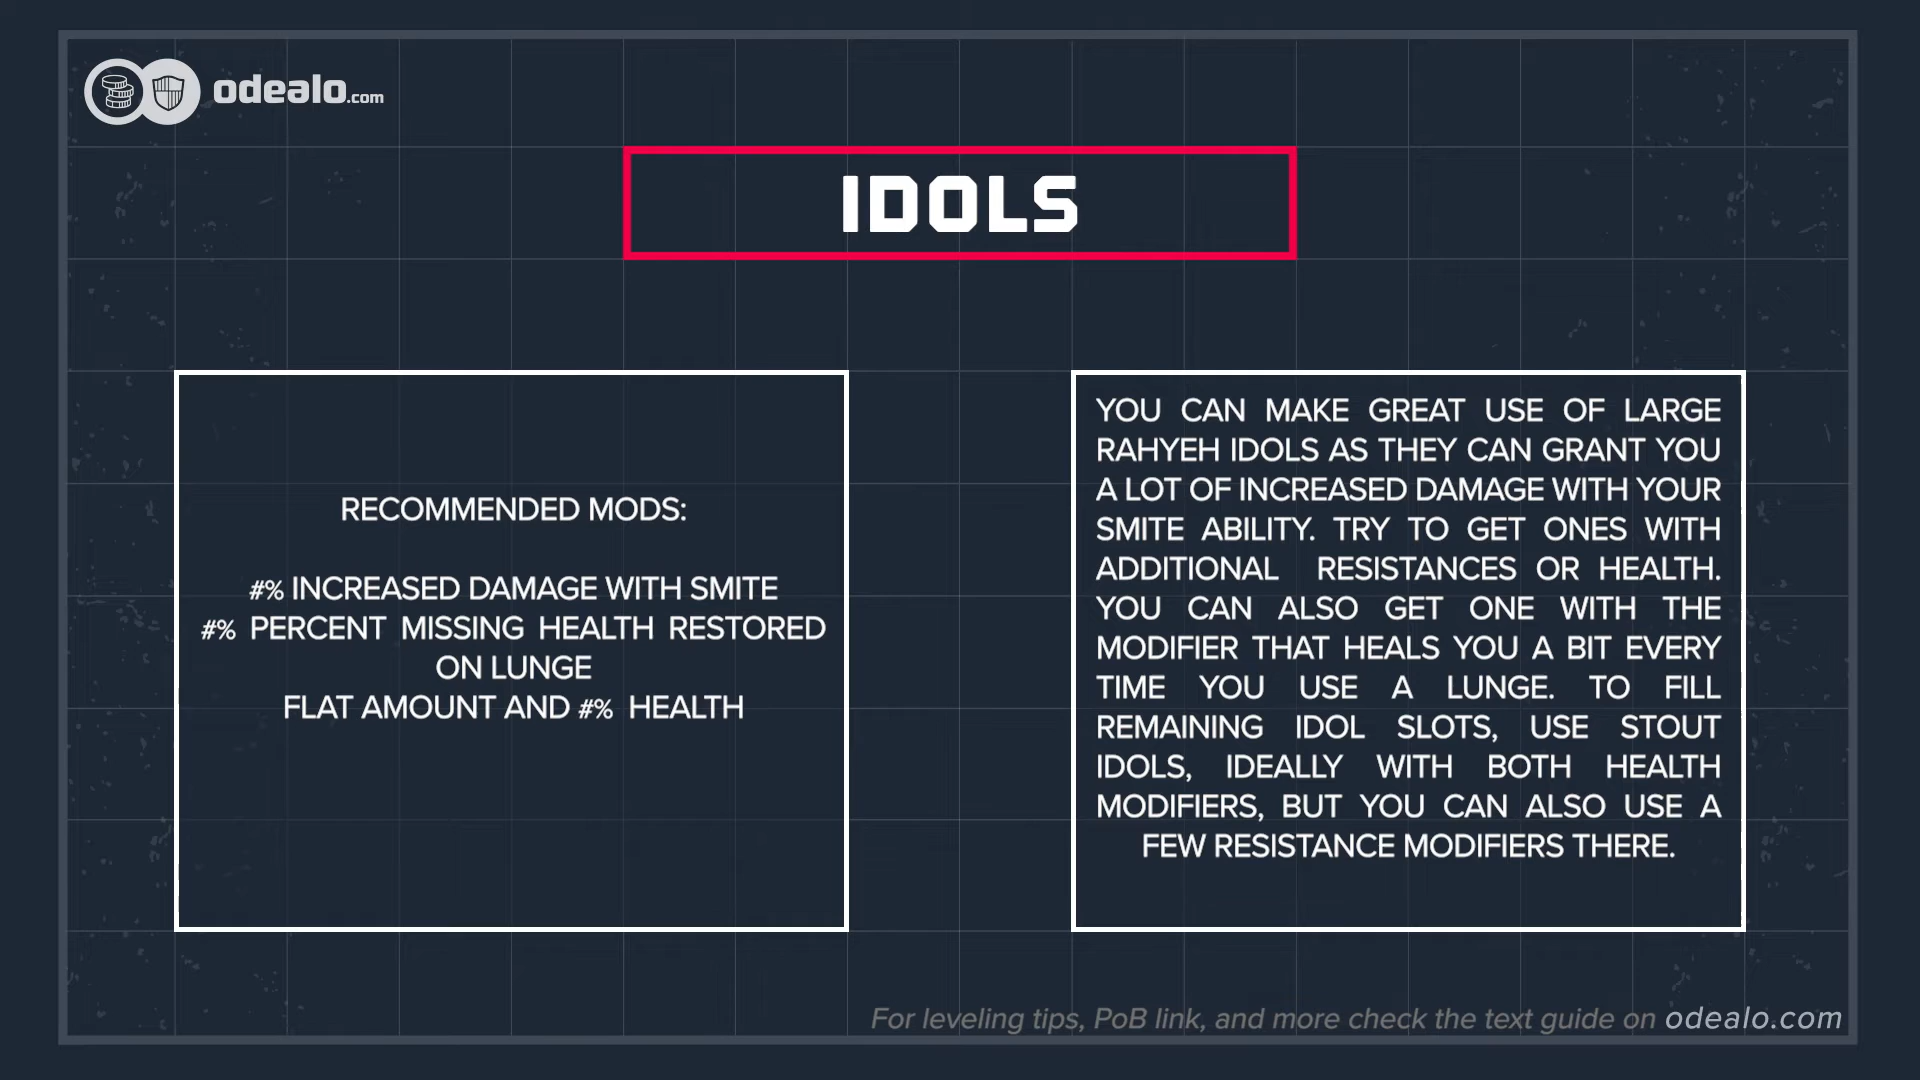 odealo.com
IDOLS
RECOMMENDED MODS:
#% INCREASED DAMAGE WITH SMITE
#% PERCENT MISSING HEALTH RESTORED
ON LUNGE
FLAT AMOUNT AND #% HEALTH
YOU CAN MAKE GREAT USE OF LARGE
RAHYEH IDOLS AS THEY CAN GRANT YOU
A LOT OF INCREASED DAMAGE WITH YOUR
SMITE ABILITY. TRY TO GET ONES WITH
ADDITIONAL RESISTANCES OR HEALTH.
YOU CAN ALSO GET ONE WITH THE
MODIFIER THAT HEALS YOU A BIT EVERY
TIME YOU USE A LUNGE. TO FILL
REMAINING IDOL SLOTS, USE STOUT
IDOLS, IDEALLY WITH BOTH HEALTH
MODIFIERS, BUT YOU CAN ALSO USE A
FEW RESISTANCE MODIFIERS THERE.
For leveling tips, PoB link, and more check the text guide on odealo.com